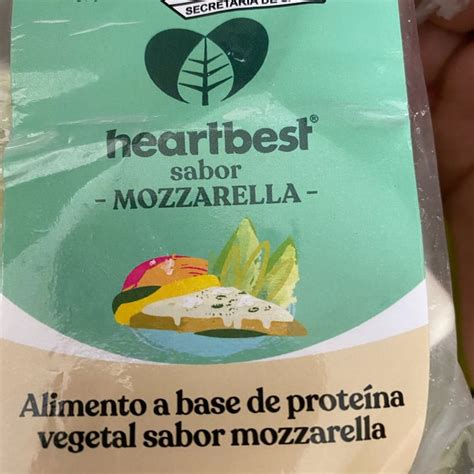 SECRETARÍA DE
heartbest®
sabor
- MOZZARELLA -
Alimento a base de proteína
vegetal sabor mozzarella